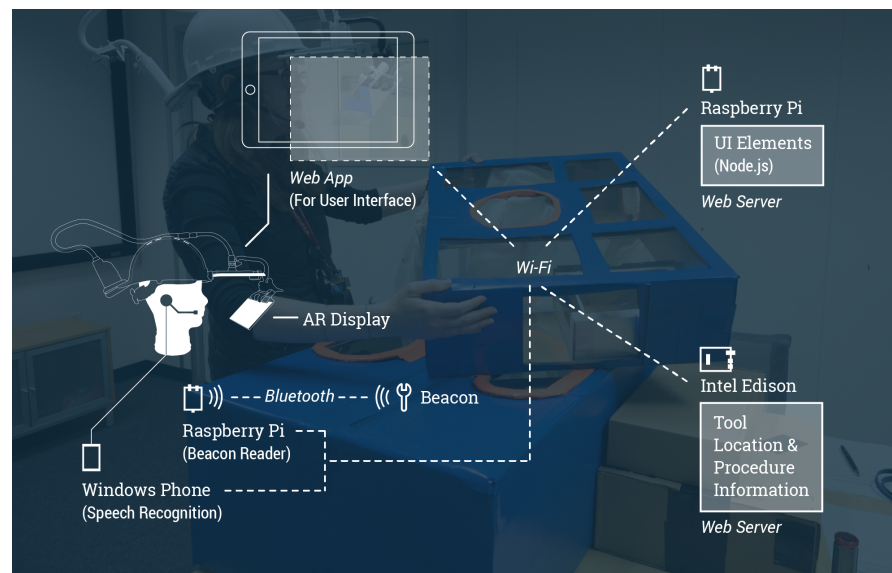 Web App
(For User Interface)
Raspberry Pi
UI Elements
(Node.js)
Web Server
Wi-Fi
AR Display
Bluetooth
Beacon
Raspberry Pi
(Beacon Reader)
Windows Phone
(Speech Recognition)
Intel Edison
Tool
Location &
Procedure
Information
Web Server